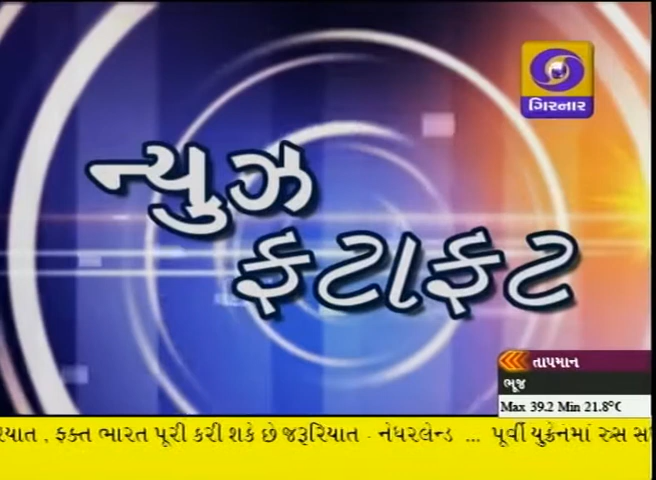 ગિરનાર
ન્યુઝ
ફટાફટ
તાપમાન
ભૂજ
Max 39.2 Min 21.8°C
રિયાત , ફક્ત ભારત પૂરી કરી શકે છે જરૂરિયાત - નેધરલેન્ડ ... પૂર્વી યુક્રેનમાં રુસ